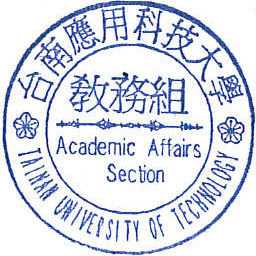 台南應用科技大學
教務組
Academic Affairs
Section
TAINAN UNIVERSITY OF TECHNOLOGY